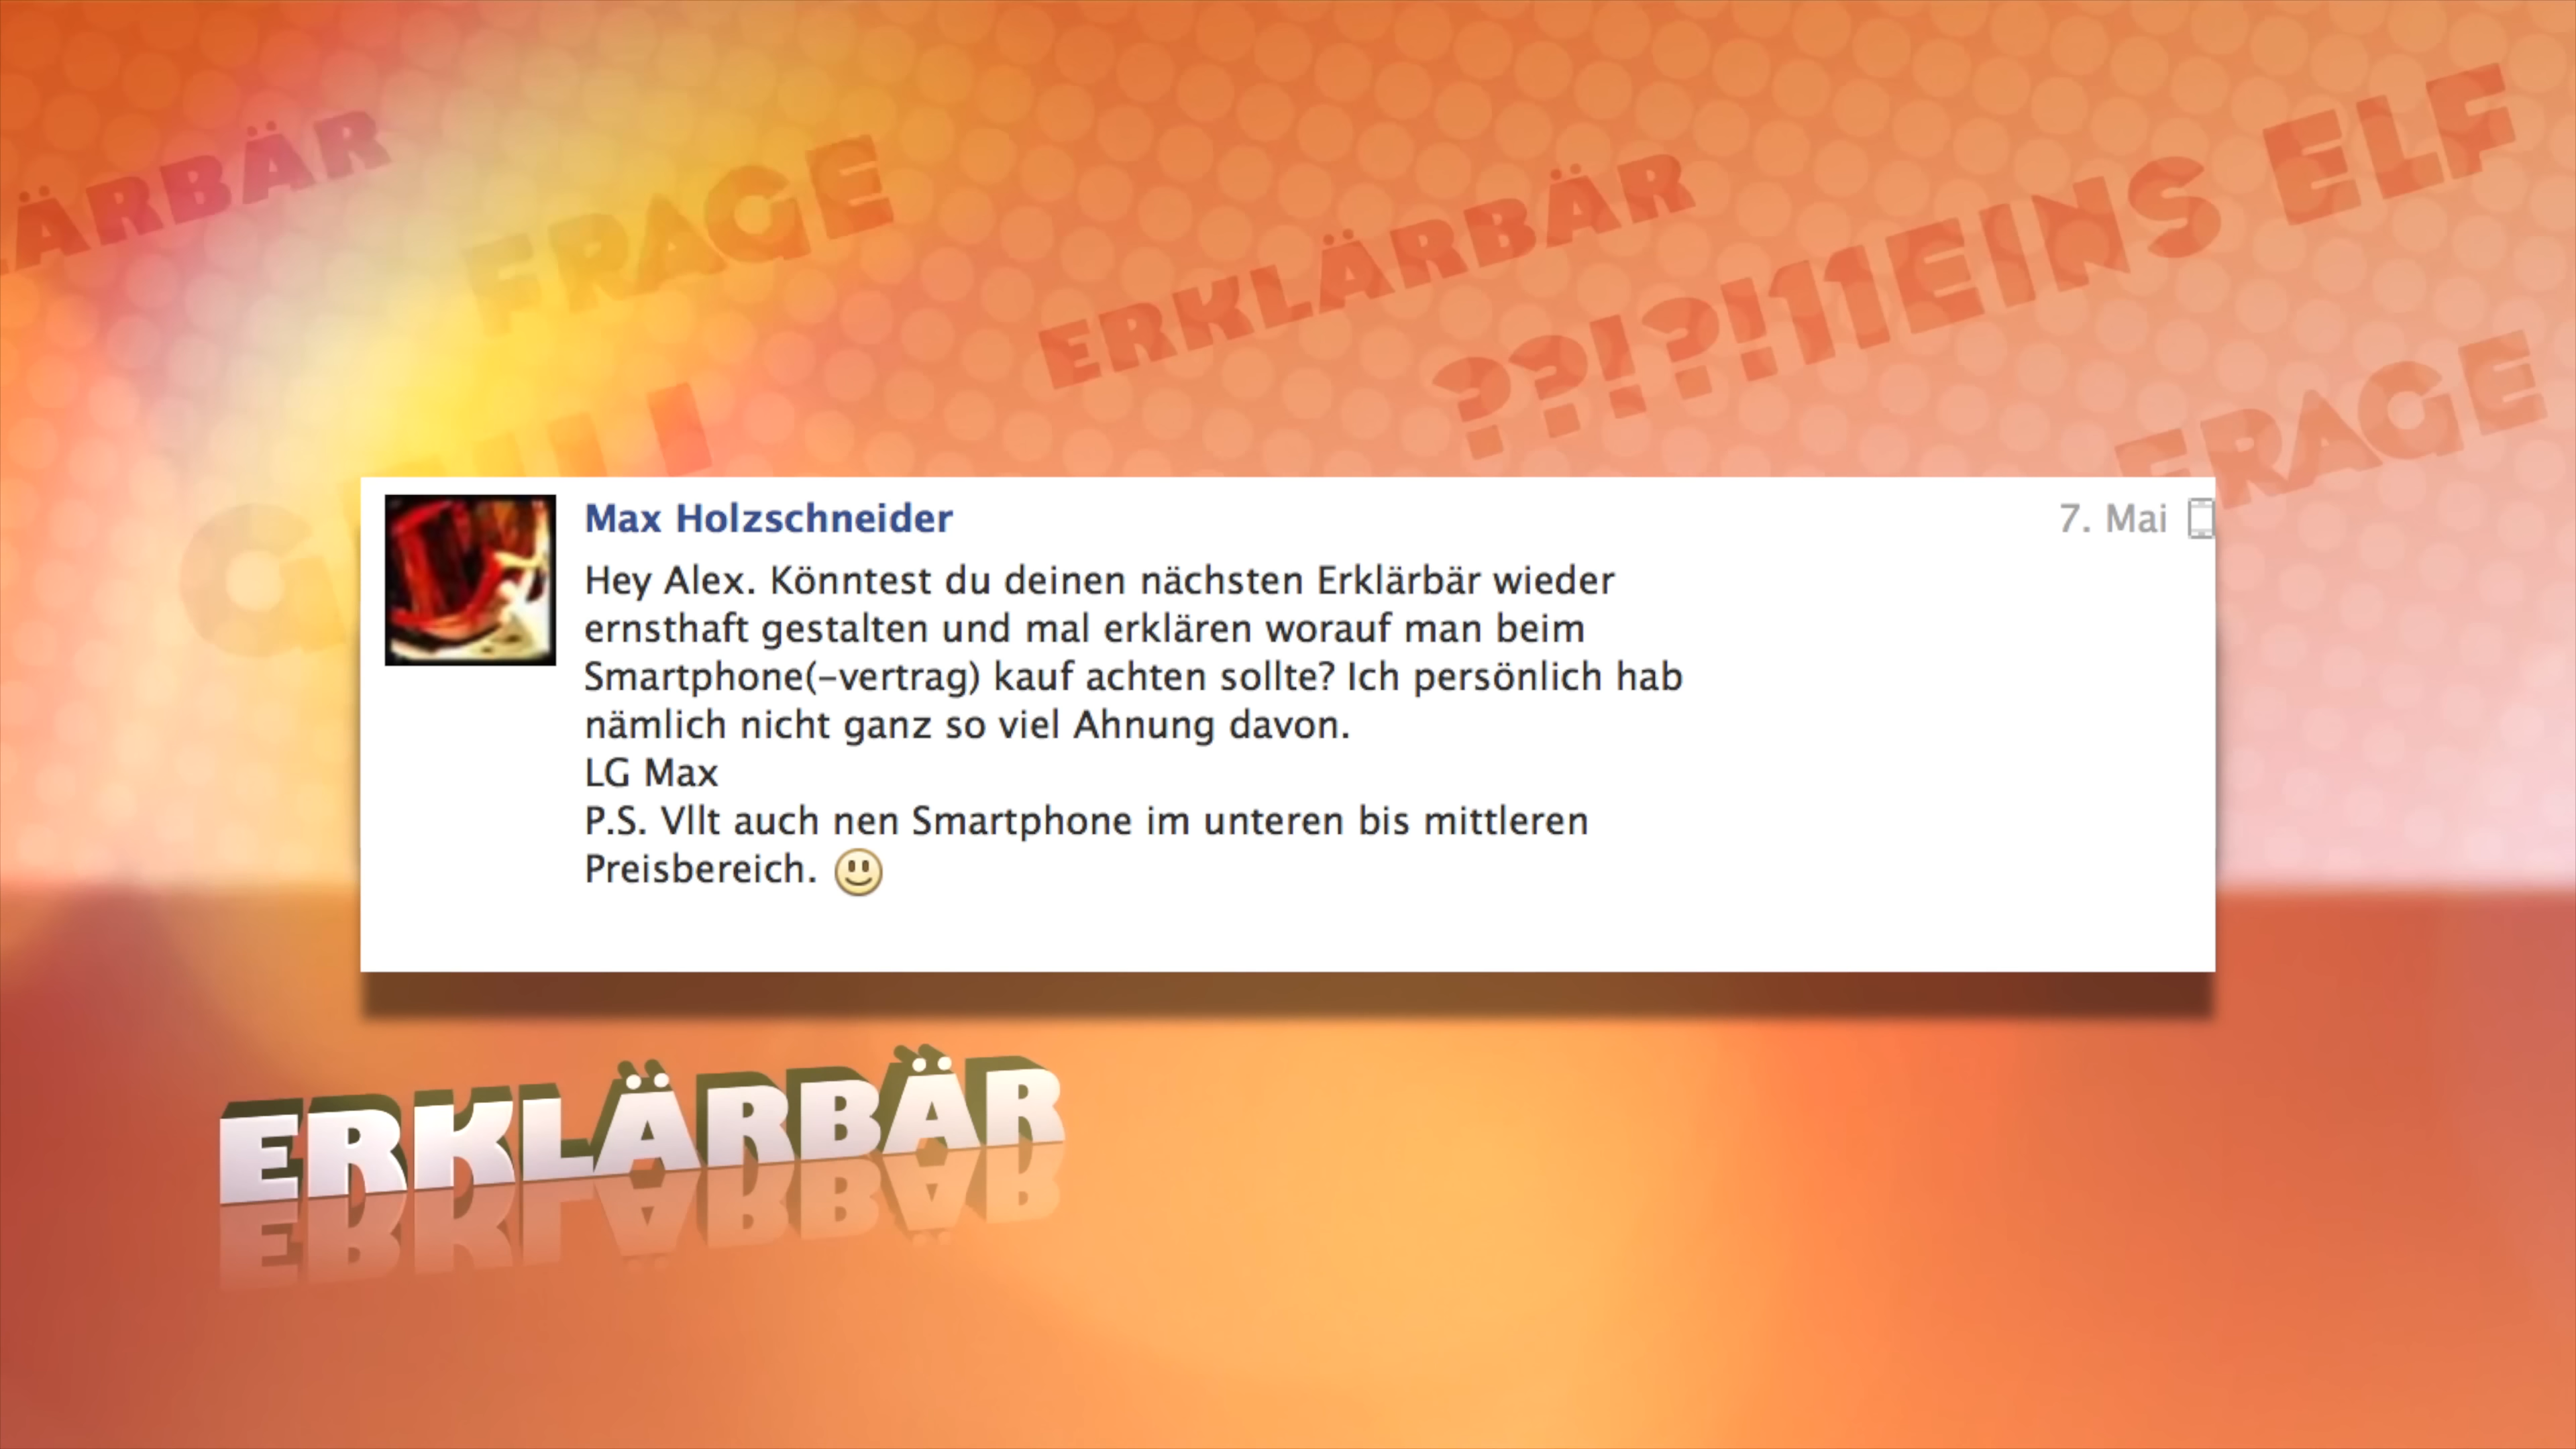 ÄRBÄR
FRAGE
ERKLÄRBÄR
??!?!11EINS ELF
FRAGE
Max Holzschneider
7. Mai
Hey Alex. Könntest du deinen nächsten Erklärbär wieder
ernsthaft gestalten und mal erklären worauf man beim
Smartphone(-vertrag) kauf achten sollte? Ich persönlich hab
nämlich nicht ganz so viel Ahnung davon.
LG Max
P.S. Vllt auch nen Smartphone im unteren bis mittleren
Preisbereich.
ERKLÄRBÄR